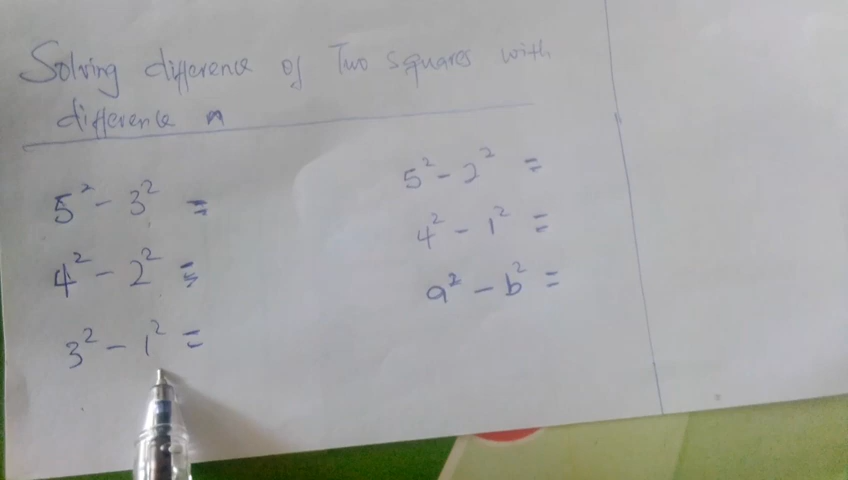 Solving difference of Two squares with
difference n
5² - 3² =
4² - 2² =
3² - 1² =
5² - 2² =
4² - 1² =
a² - b² =